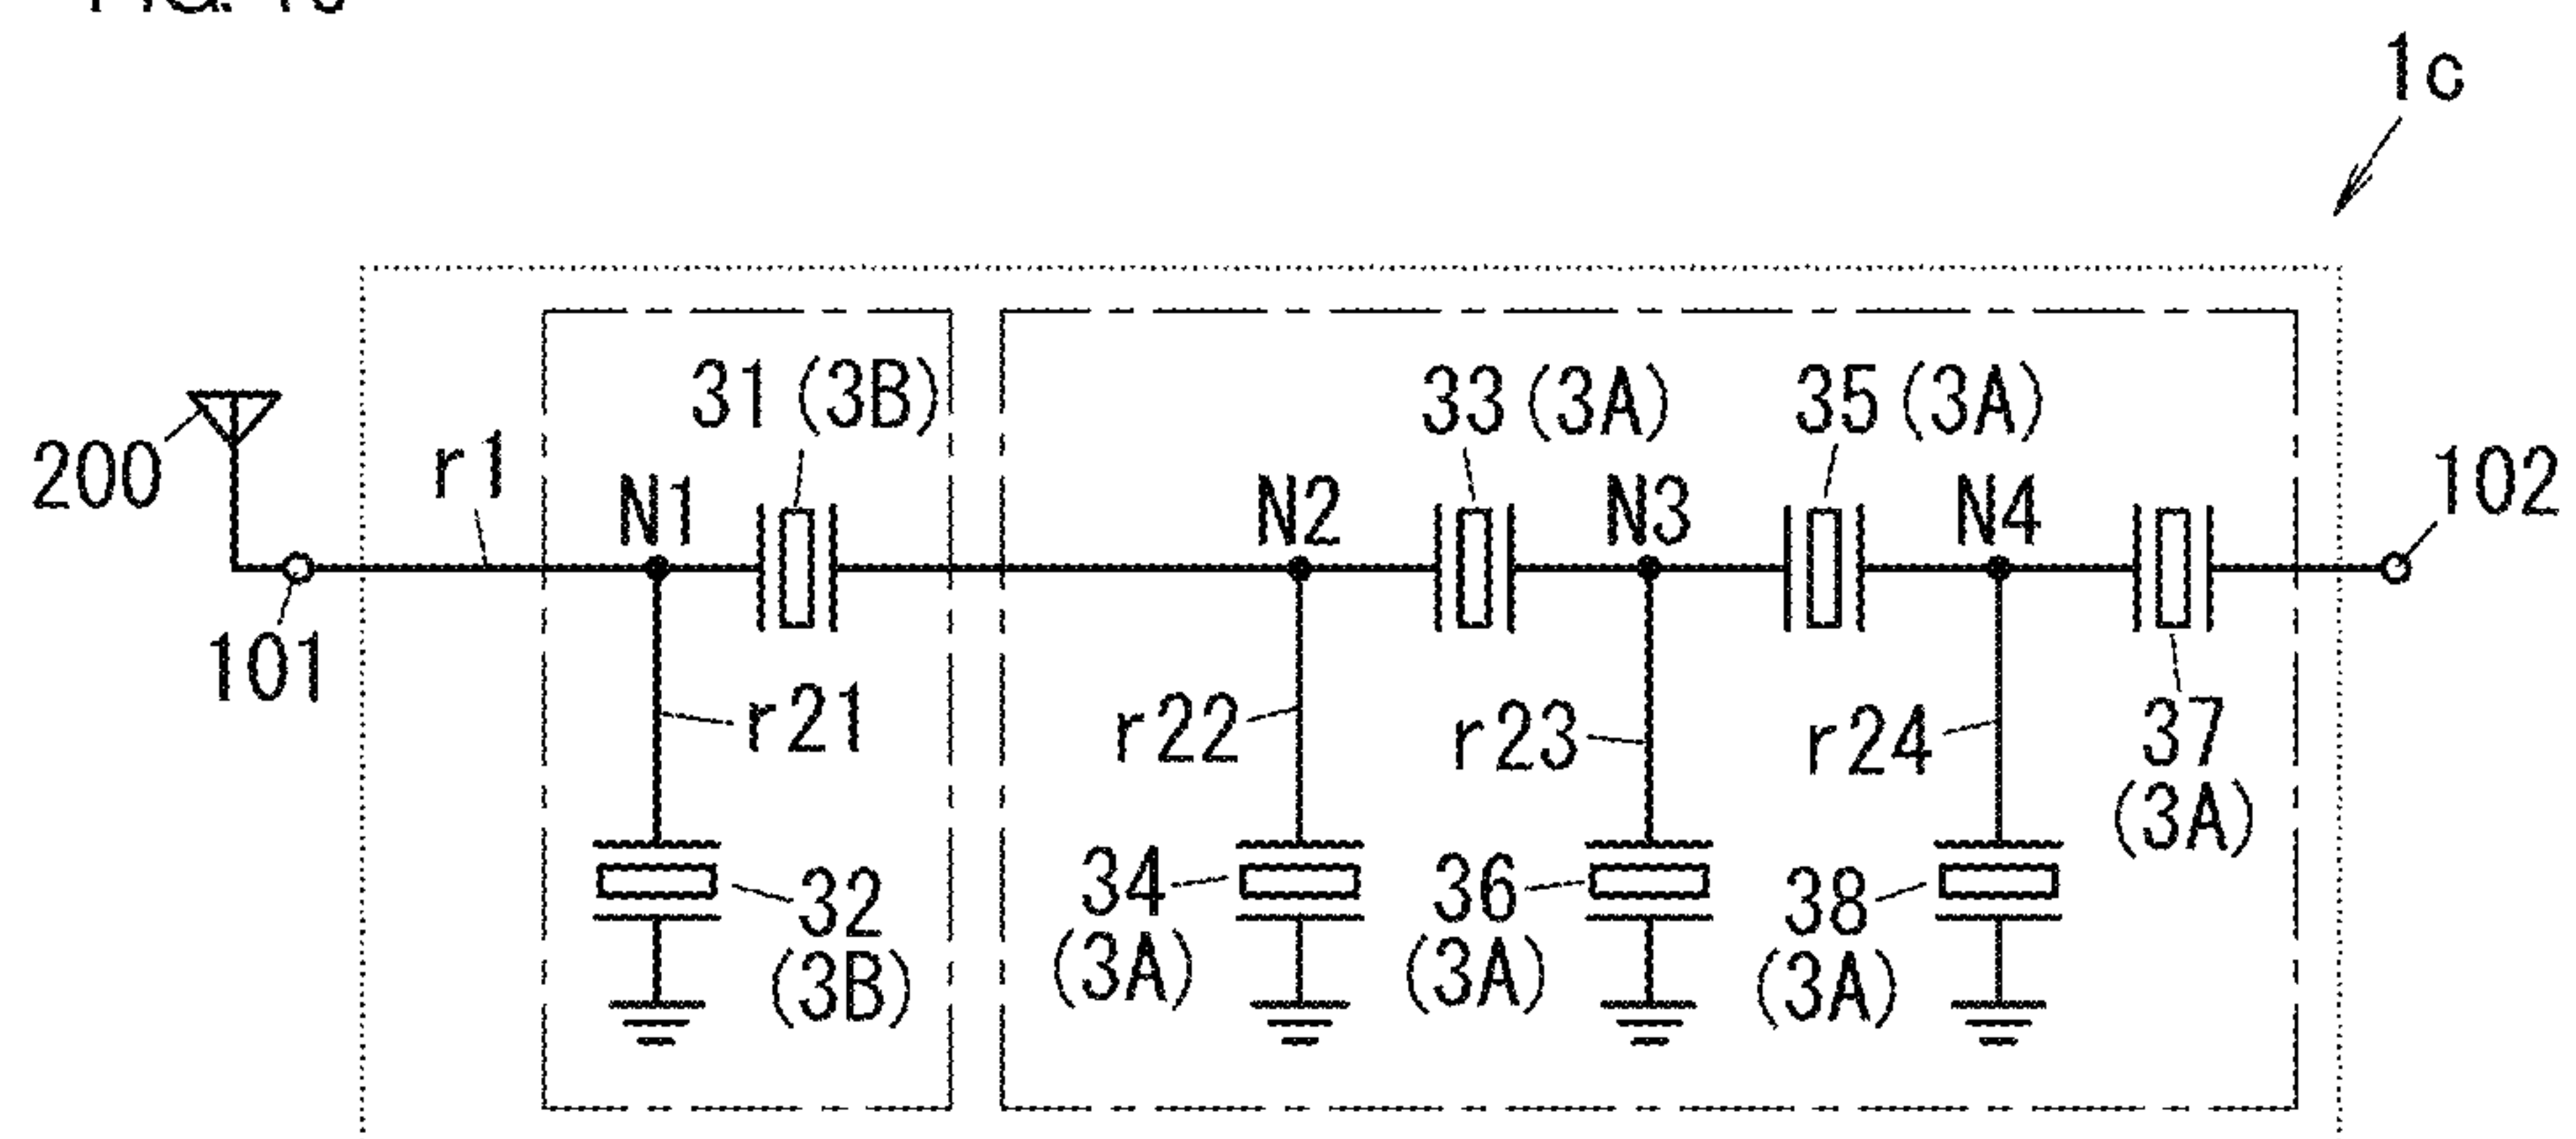 1c
31(3B)
33(3A)
35(3A)
200
r1
N1
N2
N3
N4
102
101
r21
r22
r23
r24
37
(3A)
32
(3B)
34
(3A)
36
(3A)
38
(3A)